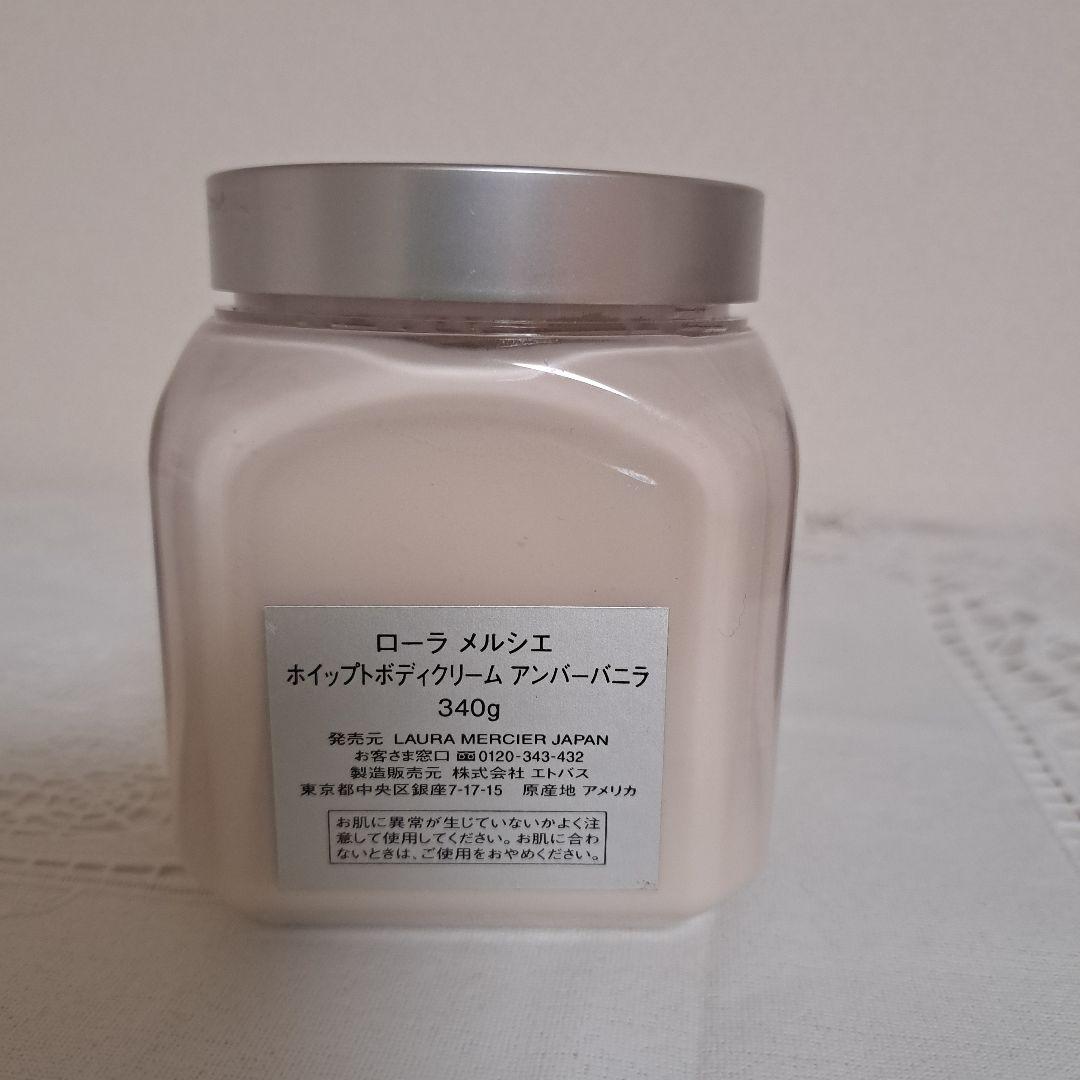 ローラ メルシエ
ホイップトボディクリーム アンバーバニラ
340g
発売元 LAURA MERCIER JAPAN
お客さま窓口 0120-343-432
製造販売元 株式会社 エトバス
東京都中央区銀座7-17-15 原産地 アメリカ
お肌に異常が生じていないかよく注
意して使用してください。お肌に合わ
ないときは、ご使用をおやめください。